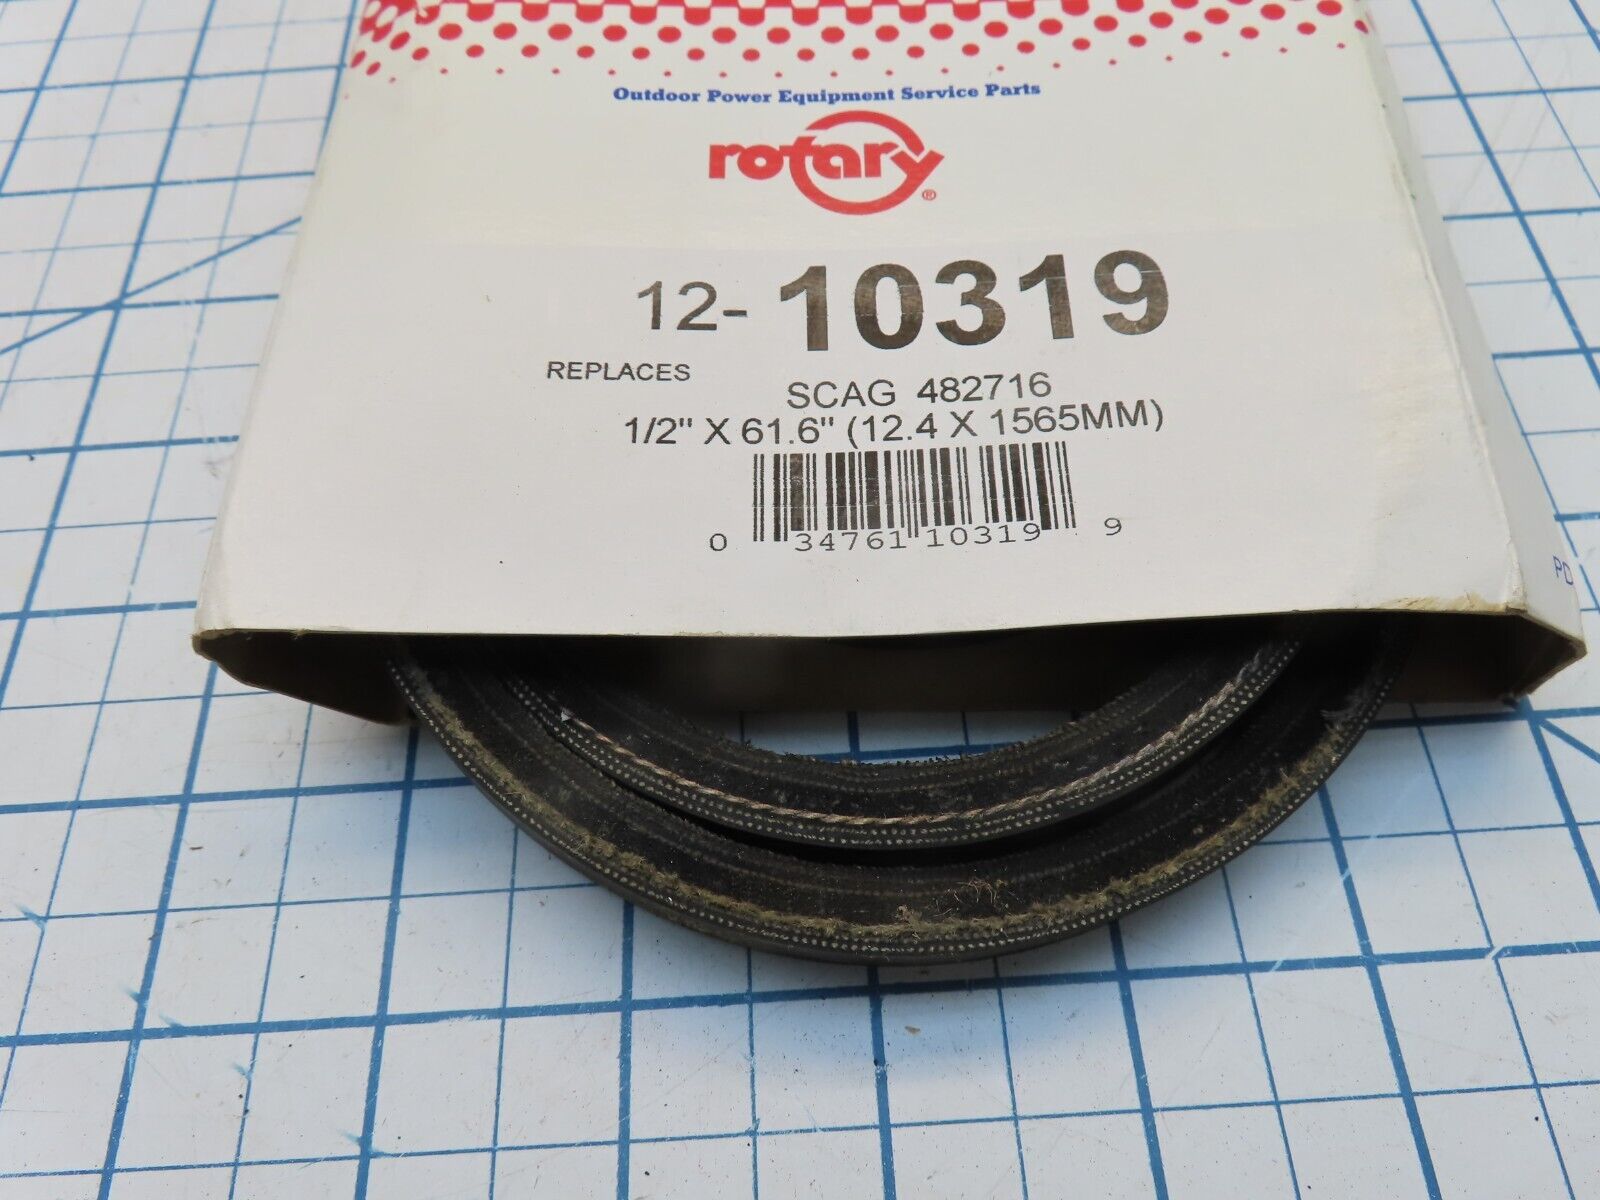 Outdoor Power Equipment Service Parts
rotary®
12-10319
REPLACES
SCAG 482716
1/2" X 61.6" (12.4 X 1565MM)
0 34761 10319 9